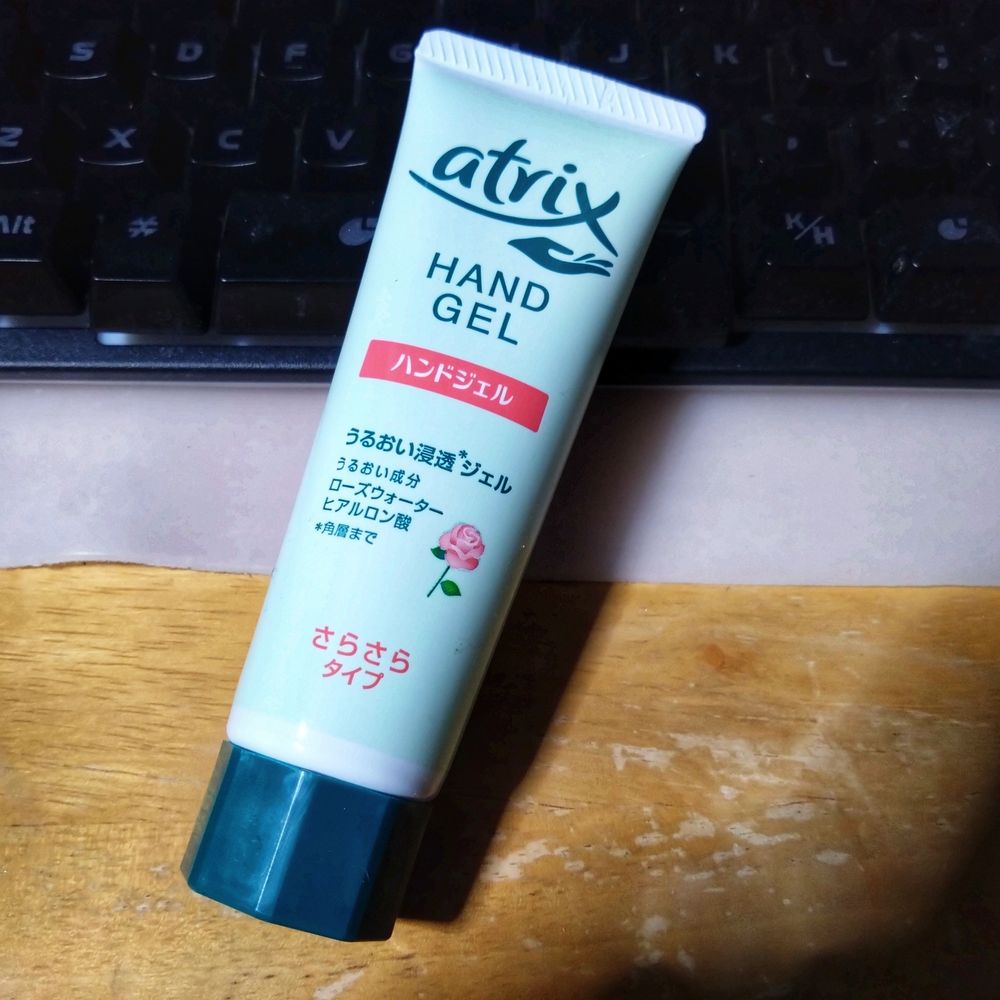 S D F J K L ;
Z X C V
Alt * K/H
atrix
HAND
GEL
ハンドジェル
うるおい浸透*ジェル
うるおい成分
ローズウォーター
ヒアルロン酸
*角層まで
さらさら
タイプ